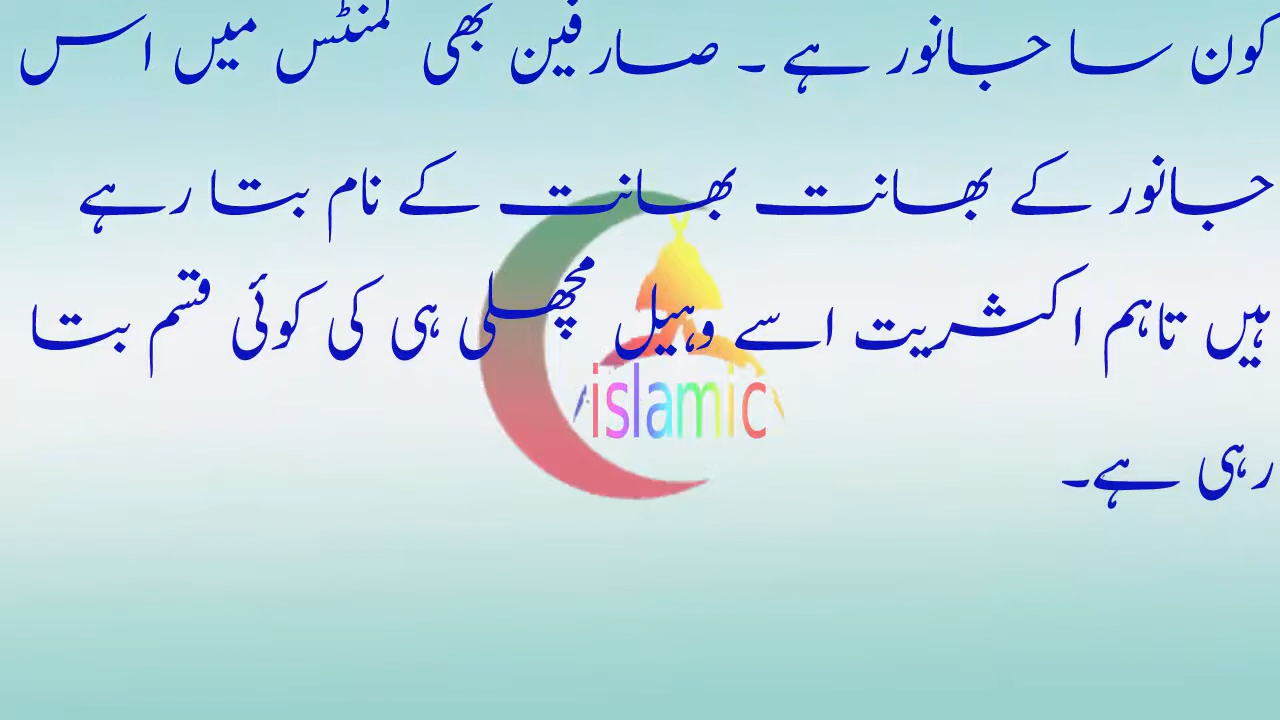 کون سا جانور ہے ۔ صارفین بھی کمنٹس میں اس
جانور کے بھانت بھانت کے نام بتا رہے
ہیں تاہم اکثریت اسے وہیل مچھلی ہی کی کوئی قسم بتا
islamic
رہی ہے۔